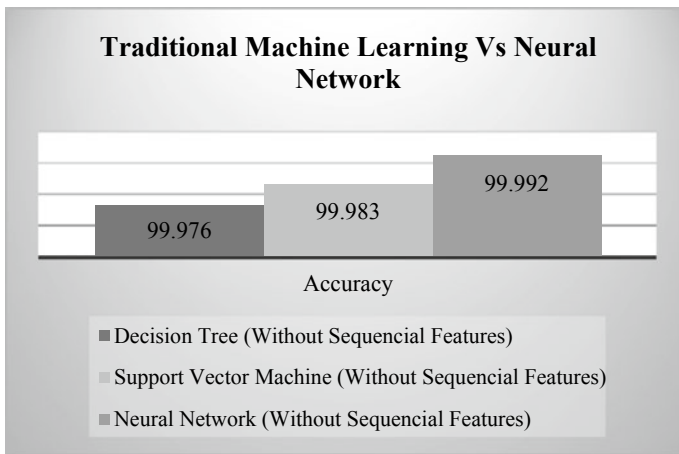 Traditional Machine Learning Vs Neural
Network
99.976
99.983
99.992
Accuracy
Decision Tree (Without Sequencial Features)
Support Vector Machine (Without Sequencial Features)
Neural Network (Without Sequencial Features)